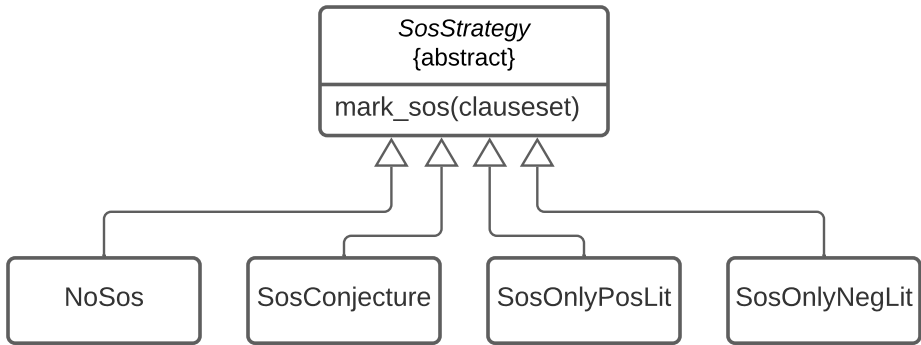 SosStrategy
{abstract}
mark_sos(clauseset)
NoSos
SosConjecture
SosOnlyPosLit
SosOnlyNegLit